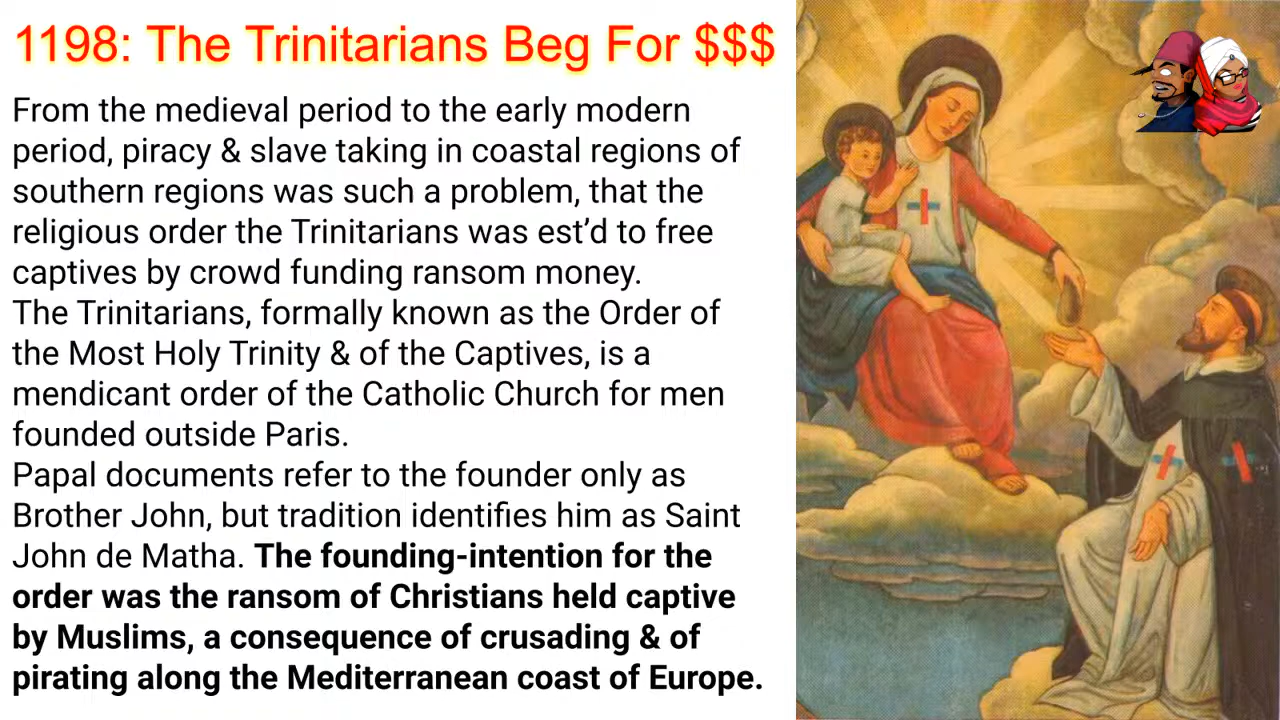 1198: The Trinitarians Beg For $$$
From the medieval period to the early modern
period, piracy & slave taking in coastal regions of
southern regions was such a problem, that the
religious order the Trinitarians was est’d to free
captives by crowd funding ransom money.
The Trinitarians, formally known as the Order of
the Most Holy Trinity & of the Captives, is a
mendicant order of the Catholic Church for men
founded outside Paris.
Papal documents refer to the founder only as
Brother John, but tradition identifies him as Saint
John de Matha. The founding-intention for the
order was the ransom of Christians held captive
by Muslims, a consequence of crusading & of
pirating along the Mediterranean coast of Europe.